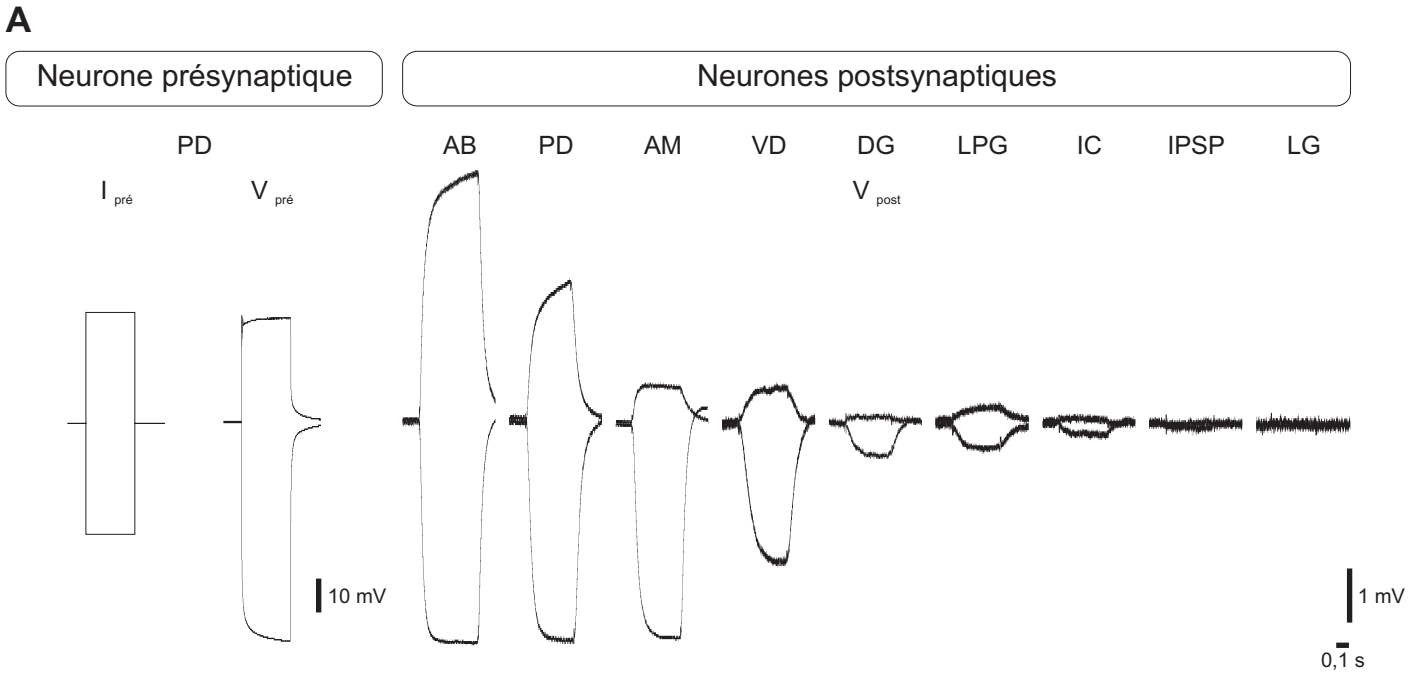 A
Neurone présynaptique
Neurones postsynaptiques
PD
AB PD AM VD DG LPG IC IPSP LG
I pré
V pré
V post
10 mV
1 mV
0,1 s